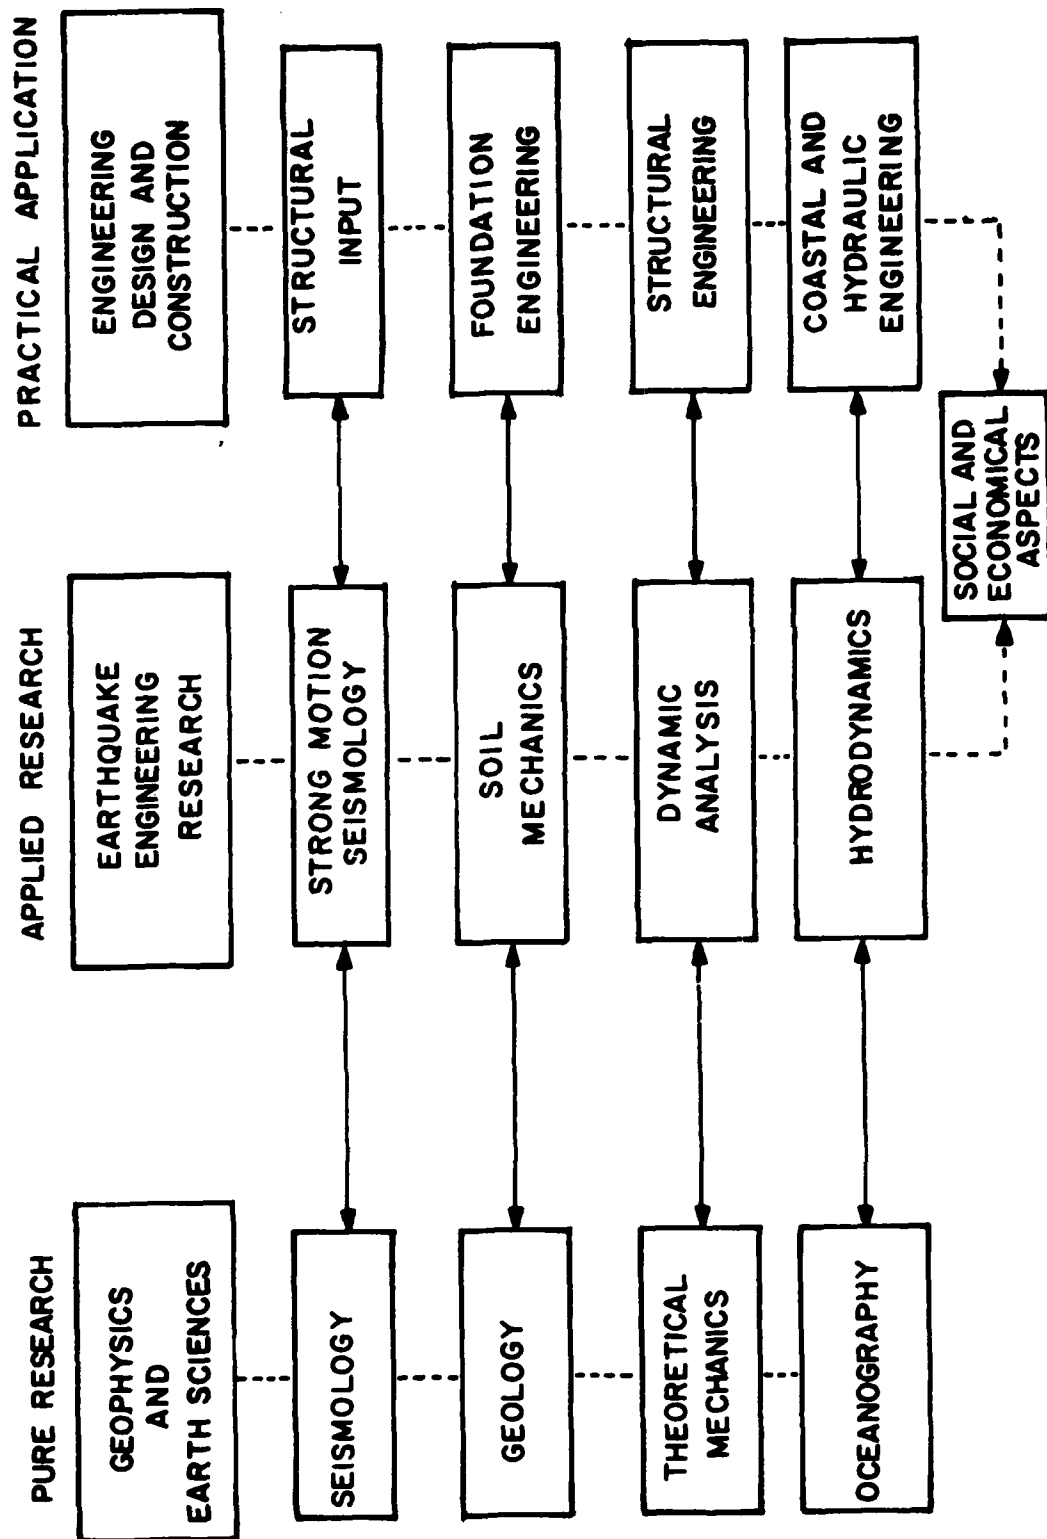 PURE RESEARCH
APPLIED RESEARCH
PRACTICAL APPLICATION
GEOPHYSICS
AND
EARTH SCIENCES
EARTHQUAKE
ENGINEERING
RESEARCH
ENGINEERING
DESIGN AND
CONSTRUCTION
SEISMOLOGY
STRONG MOTION
SEISMOLOGY
STRUCTURAL
INPUT
GEOLOGY
SOIL
MECHANICS
FOUNDATION
ENGINEERING
THEORETICAL
MECHANICS
DYNAMIC
ANALYSIS
STRUCTURAL
ENGINEERING
OCEANOGRAPHY
HYDRODYNAMICS
COASTAL AND
HYDRAULIC
ENGINEERING
SOCIAL AND
ECONOMICAL
ASPECTS